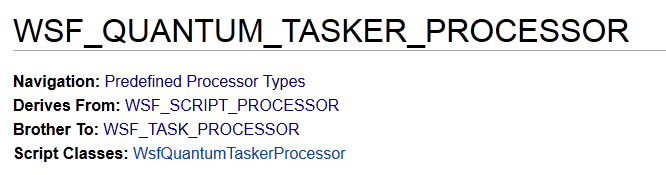 WSF_QUANTUM_TASKER_PROCESSOR
Navigation: Predefined Processor Types
Derives From: WSF_SCRIPT_PROCESSOR
Brother To: WSF_TASK_PROCESSOR
Script Classes: WsfQuantumTaskerProcessor